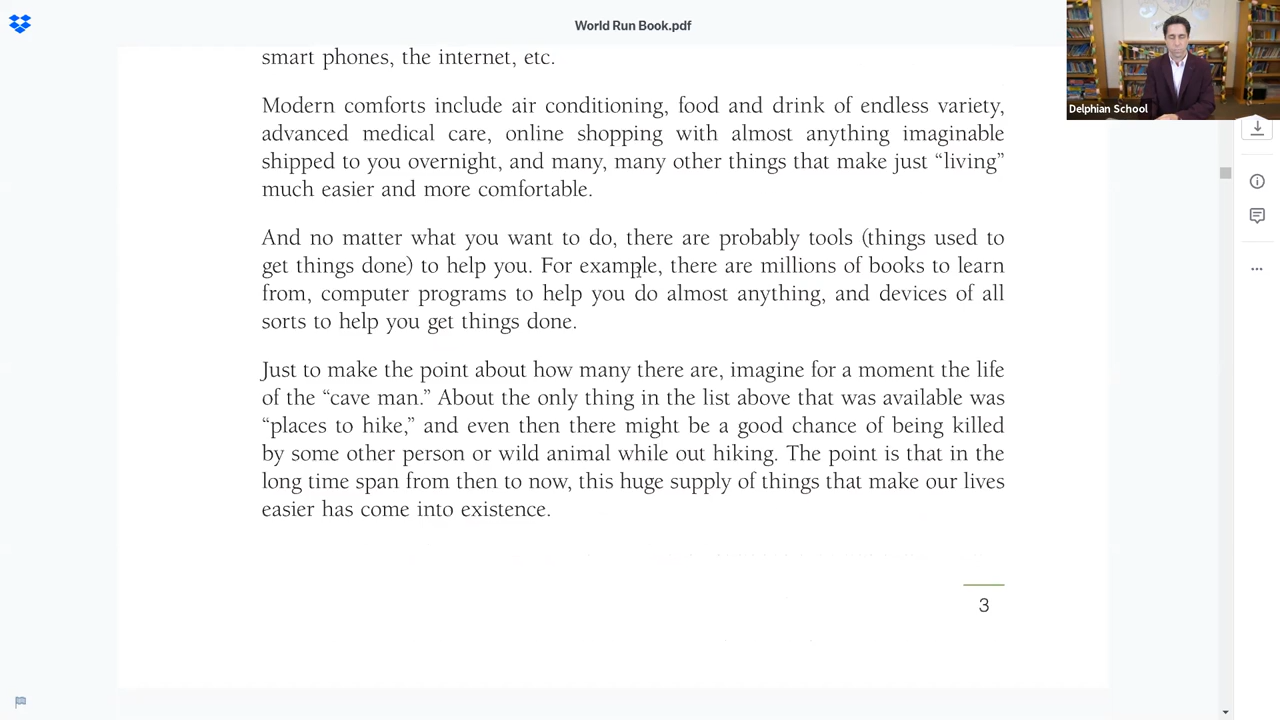 World Run Book.pdf
Delphian School
smart phones, the internet, etc.
Modern comforts include air conditioning, food and drink of endless variety,
advanced medical care, online shopping with almost anything imaginable
shipped to you overnight, and many, many other things that make just “living”
much easier and more comfortable.
And no matter what you want to do, there are probably tools (things used to
get things done) to help you. For example, there are millions of books to learn
from, computer programs to help you do almost anything, and devices of all
sorts to help you get things done.
Just to make the point about how many there are, imagine for a moment the life
of the “cave man.” About the only thing in the list above that was available was
“places to hike,” and even then there might be a good chance of being killed
by some other person or wild animal while out hiking. The point is that in the
long time span from then to now, this huge supply of things that make our lives
easier has come into existence.
3